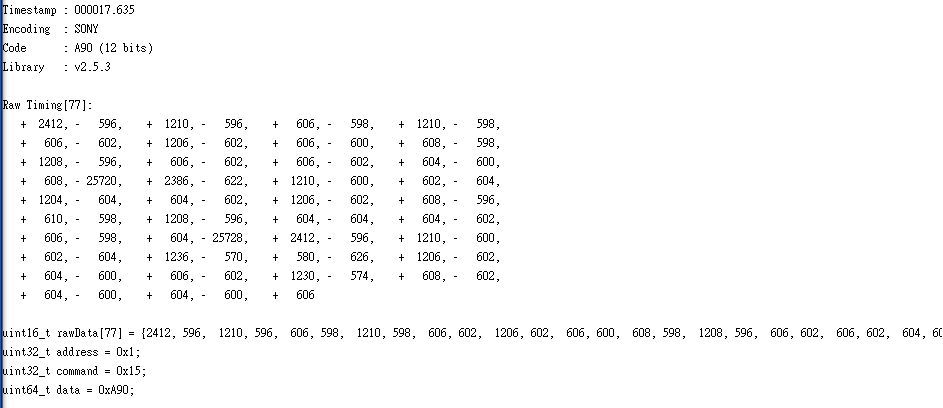 Timestamp : 000017.635
Encoding  : SONY
Code      : A90 (12 bits)
Library   : v2.5.3
Raw Timing[77]:
+  2412, -   596,    +  1210, -   596,    +   606, -   598,    +  1210, -   598,
+   606, -   602,    +  1206, -   602,    +   606, -   600,    +   608, -   598,
+  1208, -   596,    +   606, -   602,    +   606, -   602,    +   604, -   600,
+   608, - 25720,    +  2386, -   622,    +  1210, -   600,    +   602, -   604,
+  1204, -   604,    +   604, -   602,    +  1206, -   602,    +   608, -   596,
+   610, -   598,    +  1208, -   596,    +   604, -   604,    +   604, -   602,
+   606, -   598,    +   604, - 25728,    +  2412, -   596,    +  1210, -   600,
+   602, -   604,    +  1236, -   570,    +   580, -   626,    +  1206, -   602,
+   604, -   600,    +   606, -   602,    +  1230, -   574,    +   608, -   602,
+   604, -   600,    +   604, -   600,    +   606
uint16_t rawData[77] = {2412, 596,  1210, 596,  606, 598,  1210, 598,  606, 602,  1206, 602,  606, 600,  608, 598,  1208, 596,  606, 602,  606, 602,  604, 60
uint32_t address = 0x1;
uint32_t command = 0x15;
uint64_t data = 0xA90;